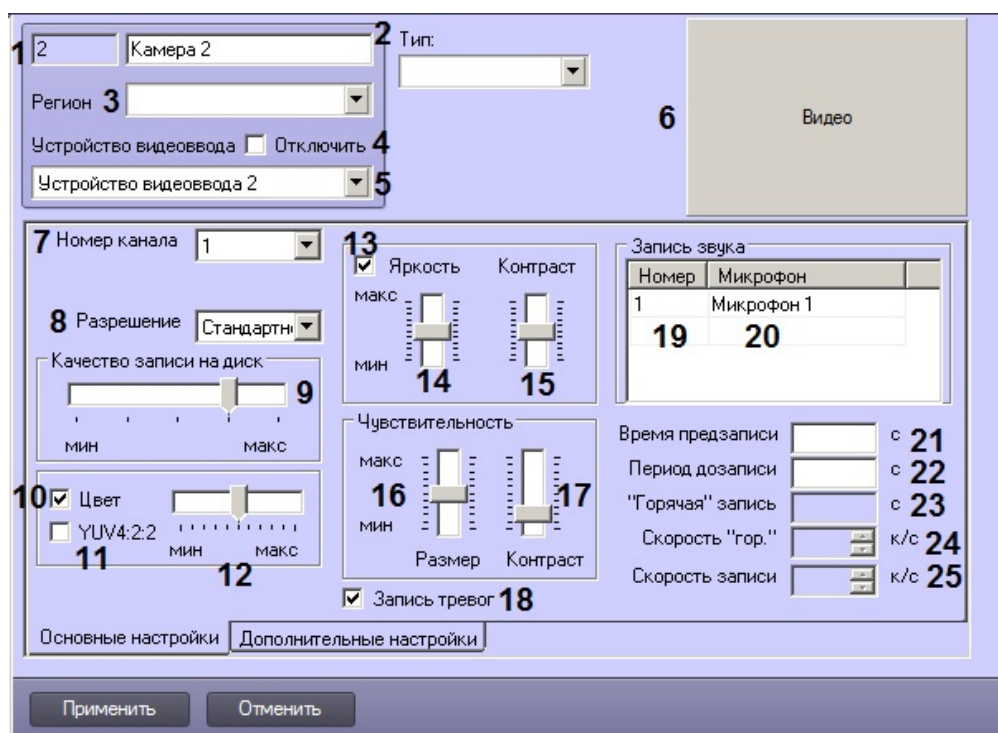 1 2 Камера 2 2 Тип:
Регион 3
Устройство видеоввода Отключить 4
Устройство видеоввода 2 5
6 Видео
7 Номер канала 1
8 Разрешение Стандартн
Качество записи на диск
9
мин макс
10 Цвет
YUV4:2:2
11
мин макс
12
13
Яркость Контраст
макс
мин
14 15
Чувствительность
макс
16 17
мин
Размер Контраст
Запись тревог 18
Запись звука
Номер Микрофон
1 Микрофон 1
19 20
Время предзаписи с 21
Период дозаписи с 22
"Горячая" запись с 23
Скорость "гор." к/с 24
Скорость записи к/с 25
Основные настройки Дополнительные настройки
Применить Отменить